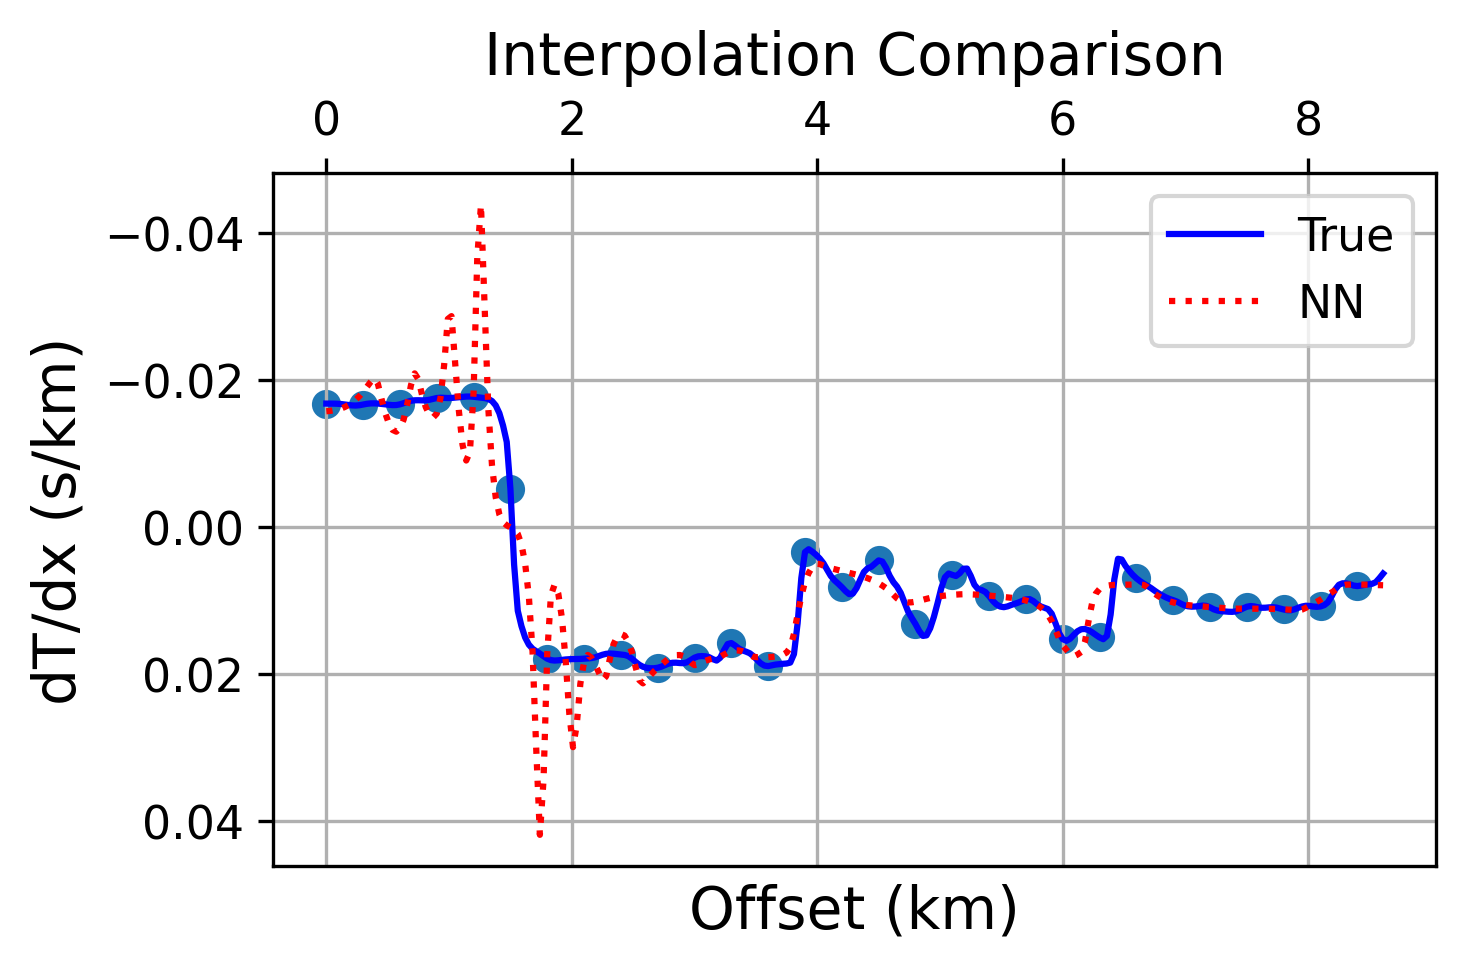 Interpolation Comparison
0 2 4 6 8
−0.04
−0.02
0.00
0.02
0.04
dT/dx (s/km)
True
NN
Offset (km)